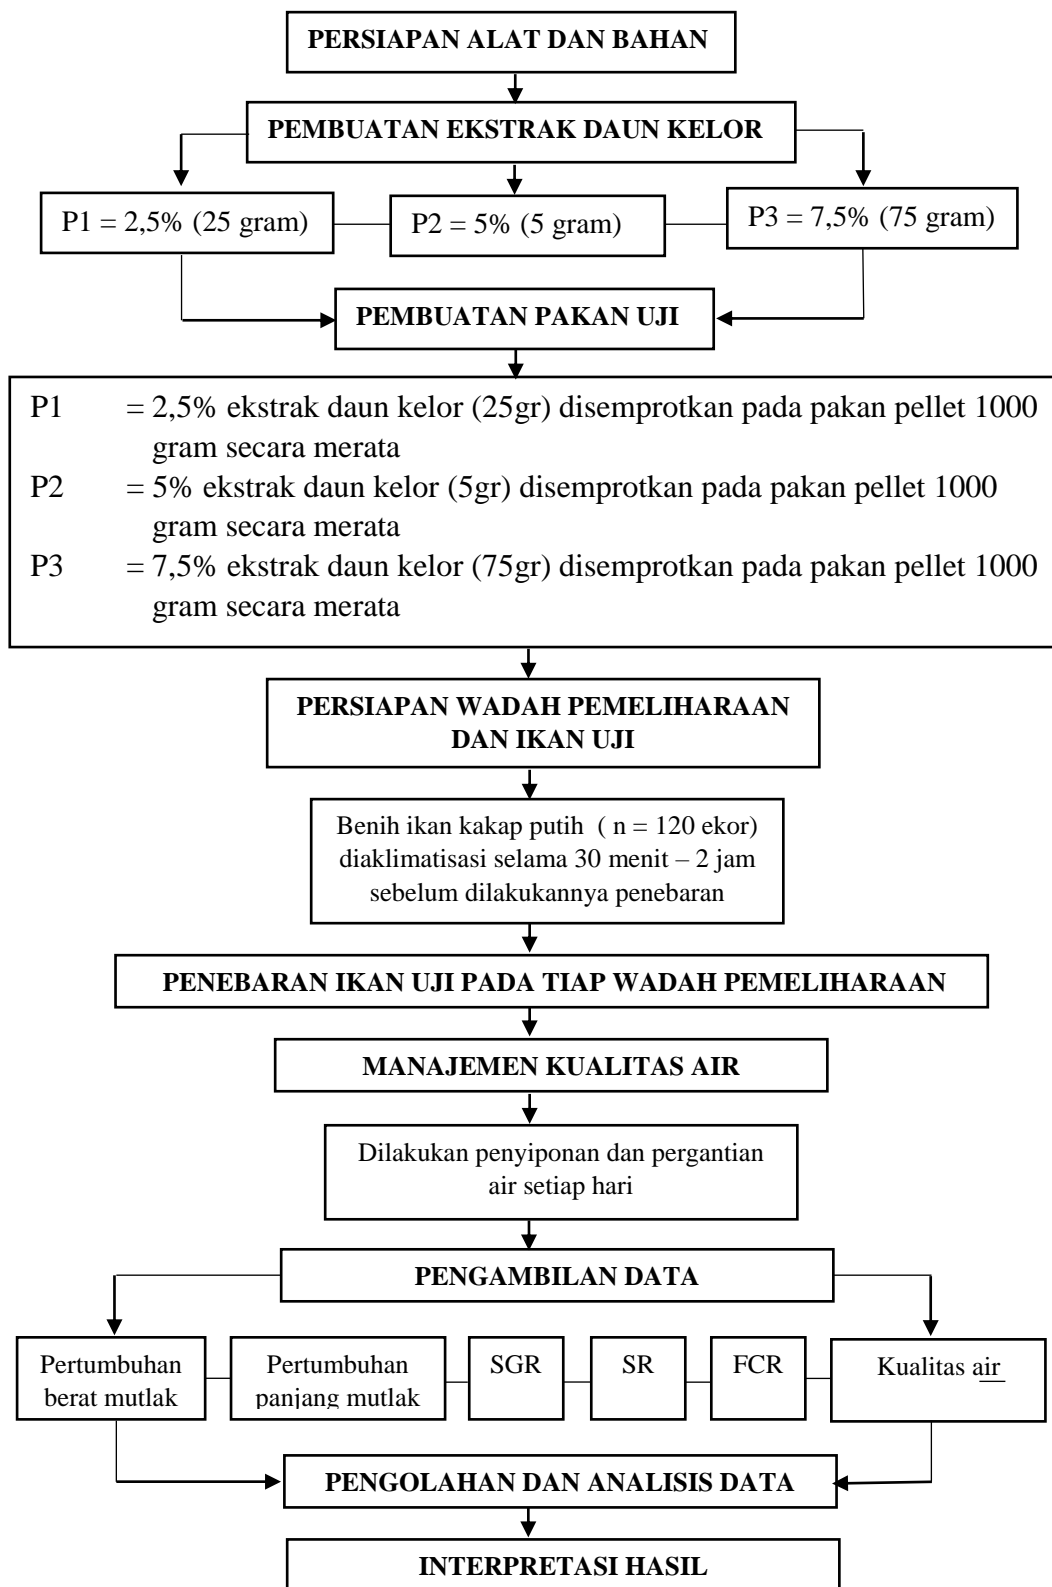 PERSIAPAN ALAT DAN BAHAN
PEMBUATAN EKSTRAK DAUN KELOR
P1 = 2,5% (25 gram)
P2 = 5% (5 gram)
P3 = 7,5% (75 gram)
PEMBUATAN PAKAN UJI
P1 = 2,5% ekstrak daun kelor (25gr) disemprotkan pada pakan pellet 1000
gram secara merata
P2 = 5% ekstrak daun kelor (5gr) disemprotkan pada pakan pellet 1000
gram secara merata
P3 = 7,5% ekstrak daun kelor (75gr) disemprotkan pada pakan pellet 1000
gram secara merata
PERSIAPAN WADAH PEMELIHARAAN
DAN IKAN UJI
Benih ikan kakap putih ( n = 120 ekor)
diaklimatisasi selama 30 menit – 2 jam
sebelum dilakukannya penebaran
PENEBARAN IKAN UJI PADA TIAP WADAH PEMELIHARAAN
MANAJEMEN KUALITAS AIR
Dilakukan penyiponan dan pergantian
air setiap hari
PENGAMBILAN DATA
Pertumbuhan
berat mutlak
Pertumbuhan
panjang mutlak
SGR
SR
FCR
Kualitas air
PENGOLAHAN DAN ANALISIS DATA
INTERPRETASI HASIL